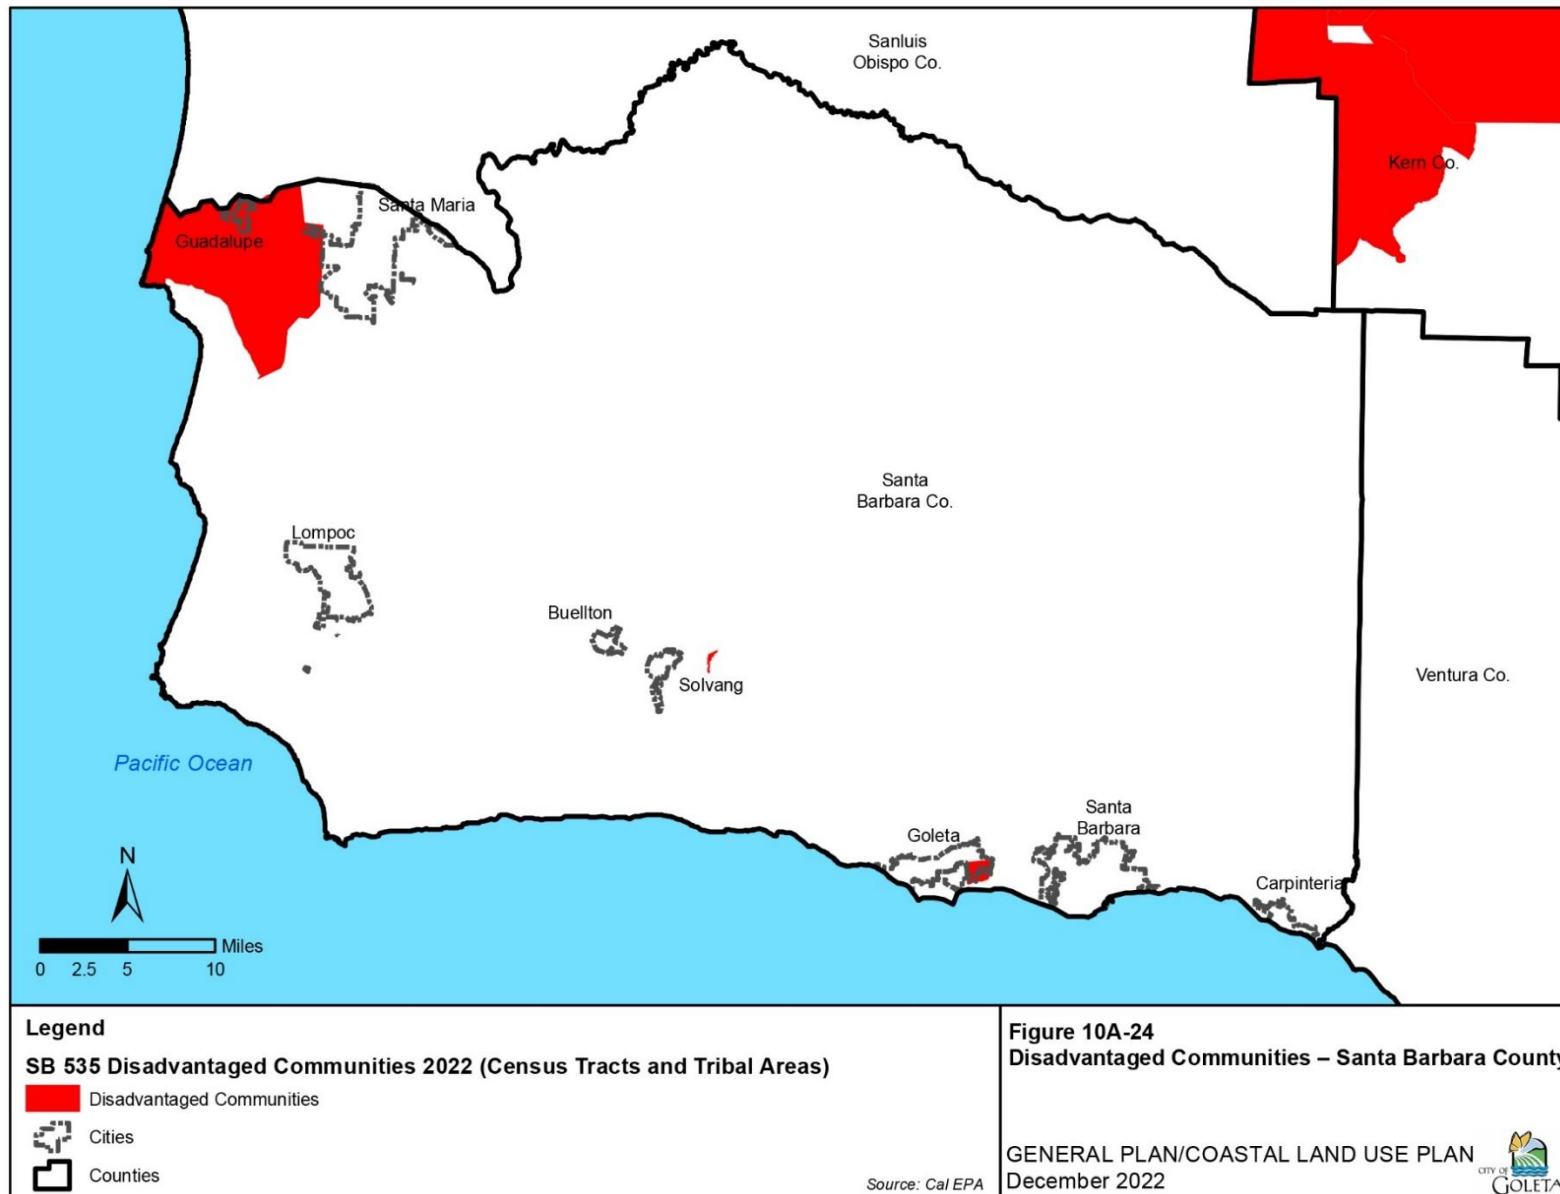 Sanluis
Obispo Co.
Kern Co.
Santa Maria
Guadalupe
Santa
Barbara Co.
Lompoc
Buellton
Solvang
Ventura Co.
Pacific Ocean
Santa
Barbara
Goleta
Carpinteria
N
Miles
0 2.5 5 10
Legend
SB 535 Disadvantaged Communities 2022 (Census Tracts and Tribal Areas)
Disadvantaged Communities
Cities
Counties
Source: Cal EPA
Figure 10A-24
Disadvantaged Communities – Santa Barbara County
GENERAL PLAN/COASTAL LAND USE PLAN
December 2022
CITY OF
GOLETA